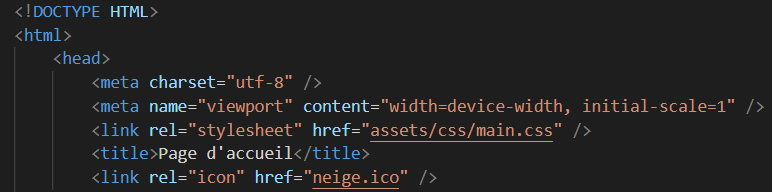 <!DOCTYPE HTML>
<html>
<head>
<meta charset="utf-8" />
<meta name="viewport" content="width=device-width, initial-scale=1" />
<link rel="stylesheet" href="assets/css/main.css" />
<title>Page d'accueil</title>
<link rel="icon" href="neige.ico" />